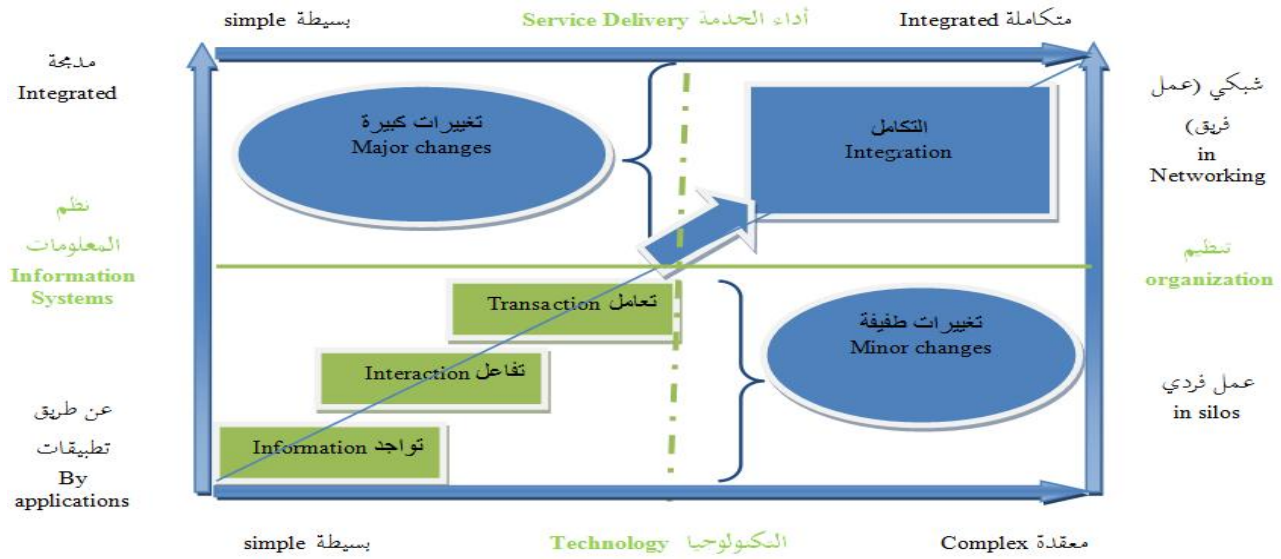 بسيطة simple
أداء الخدمة Service Delivery
متكاملة Integrated
مدمجة
Integrated
نظم
المعلومات
Information
Systems
عن طريق
تطبيقات
By
applications
تغييرات كبيرة
Major changes
التكامل
Integration
تعامل Transaction
تفاعل Interaction
تواجد Information
تغييرات طفيفة
Minor changes
شبكي (عمل
فريق)
in
Networking
تنظيم
organization
عمل فردي
in silos
بسيطة simple
التكنولوجيا Technology
معقدة Complex